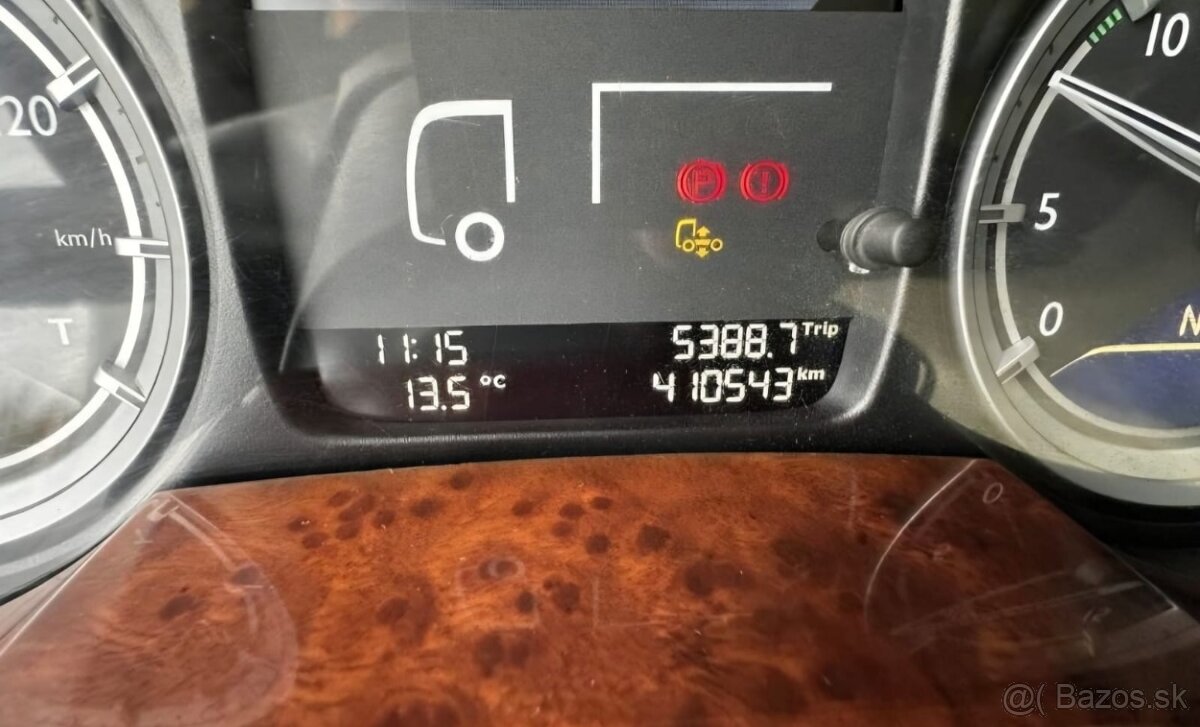 20
km/h
T
10
5
0
N
P
!
11:15
5388.7 Trip
13.5 °C
410543 km
@( Bazos.sk